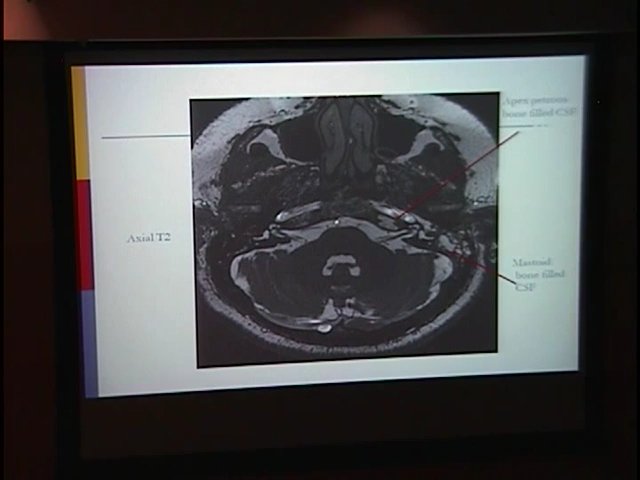 Apex petrous
bone filled CSF
Axial T2
Mastoid
bone filled
CSF